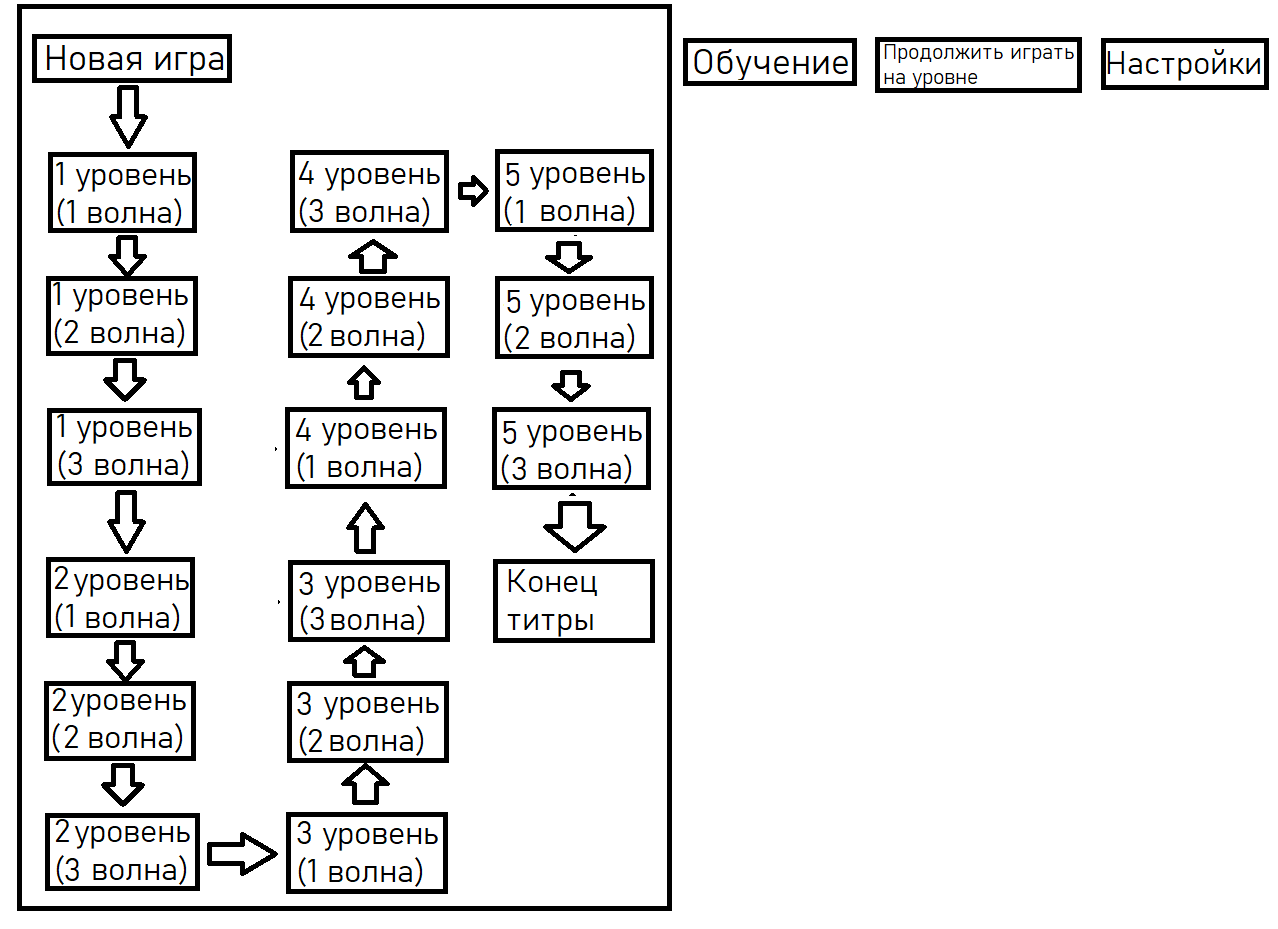 Новая игра
Обучение
Продолжить играть
на уровне
Настройки
1 уровень
(1 волна)
1 уровень
(2 волна)
1 уровень
(3 волна)
2 уровень
(1 волна)
2 уровень
(2 волна)
2 уровень
(3 волна)
3 уровень
(1 волна)
3 уровень
(2 волна)
3 уровень
(3 волна)
4 уровень
(1 волна)
4 уровень
(2 волна)
4 уровень
(3 волна)
5 уровень
(1 волна)
5 уровень
(2 волна)
5 уровень
(3 волна)
Конец
титры